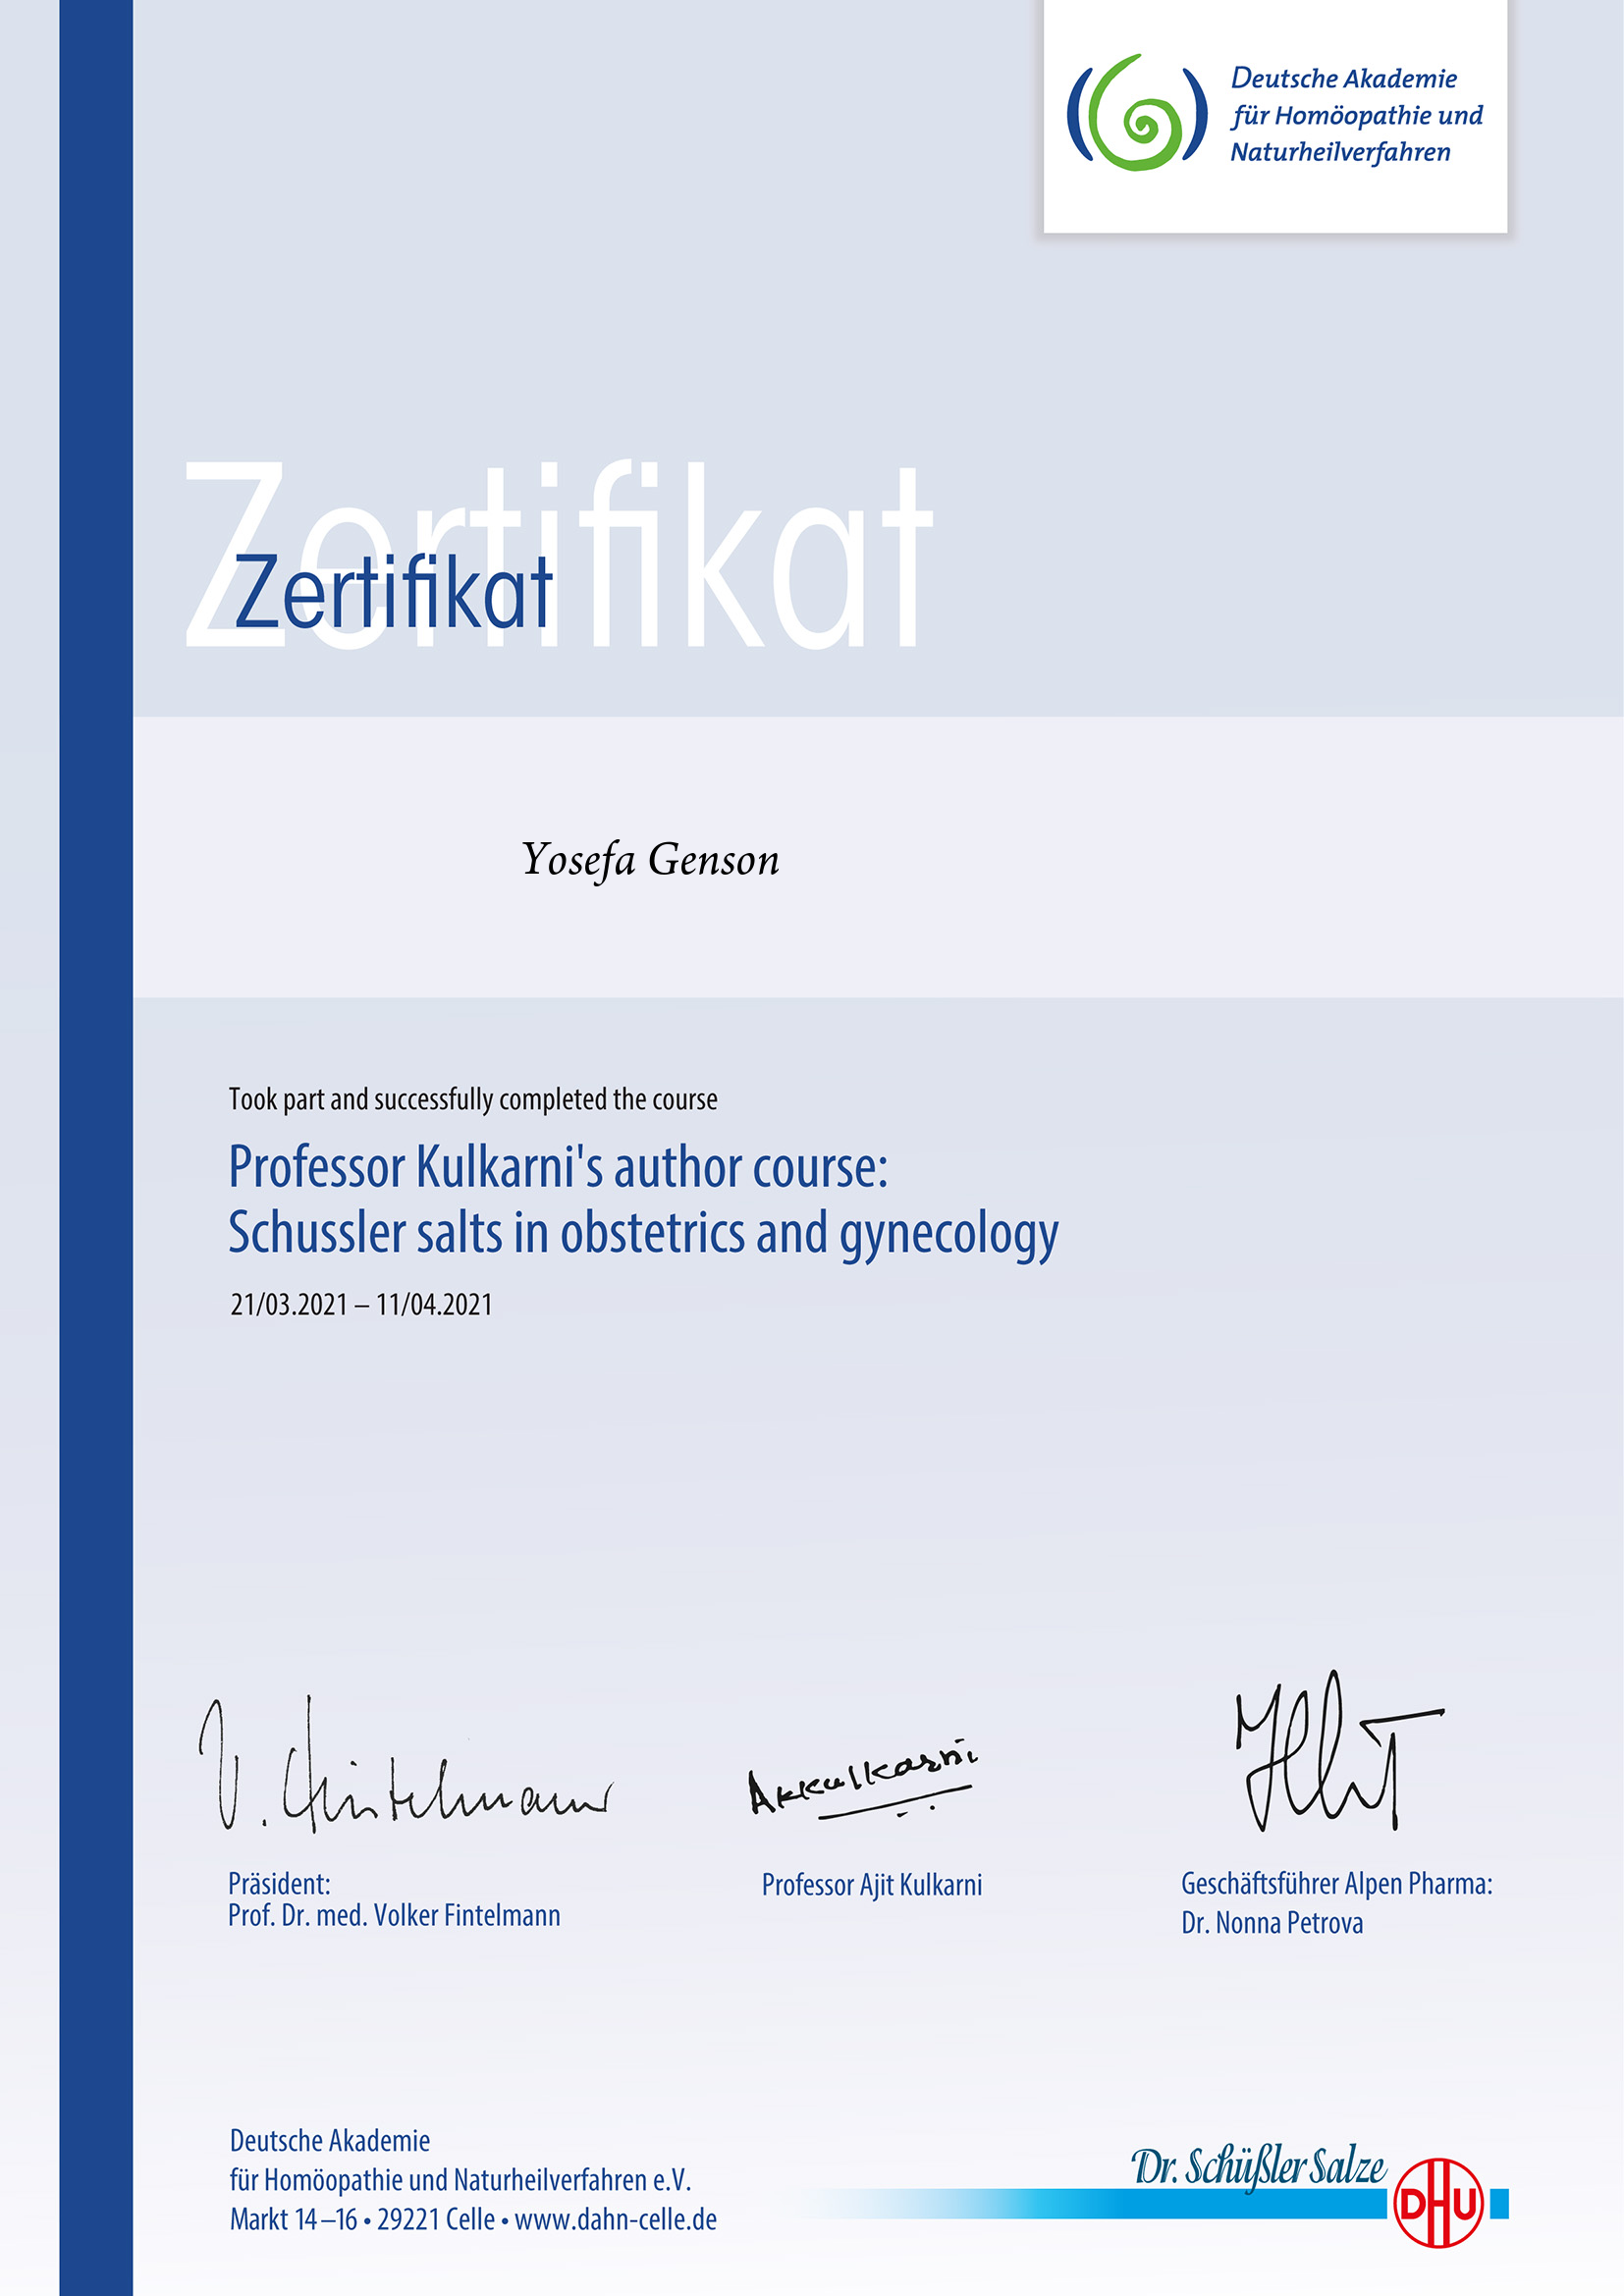 Deutsche Akademie
für Homöopathie und
Naturheilverfahren
Zertifikat
Zertifikat
Yosefa Genson
Took part and successfully completed the course
Professor Kulkarni's author course:
Schussler salts in obstetrics and gynecology
21/03.2021 – 11/04.2021
V. Fintelmann
AKKulkarni
Präsident:
Prof. Dr. med. Volker Fintelmann
Professor Ajit Kulkarni
Geschäftsführer Alpen Pharma:
Dr. Nonna Petrova
Deutsche Akademie
für Homöopathie und Naturheilverfahren e.V.
Markt 14–16 • 29221 Celle • www.dahn-celle.de
Dr. Schüßler Salze
DHU